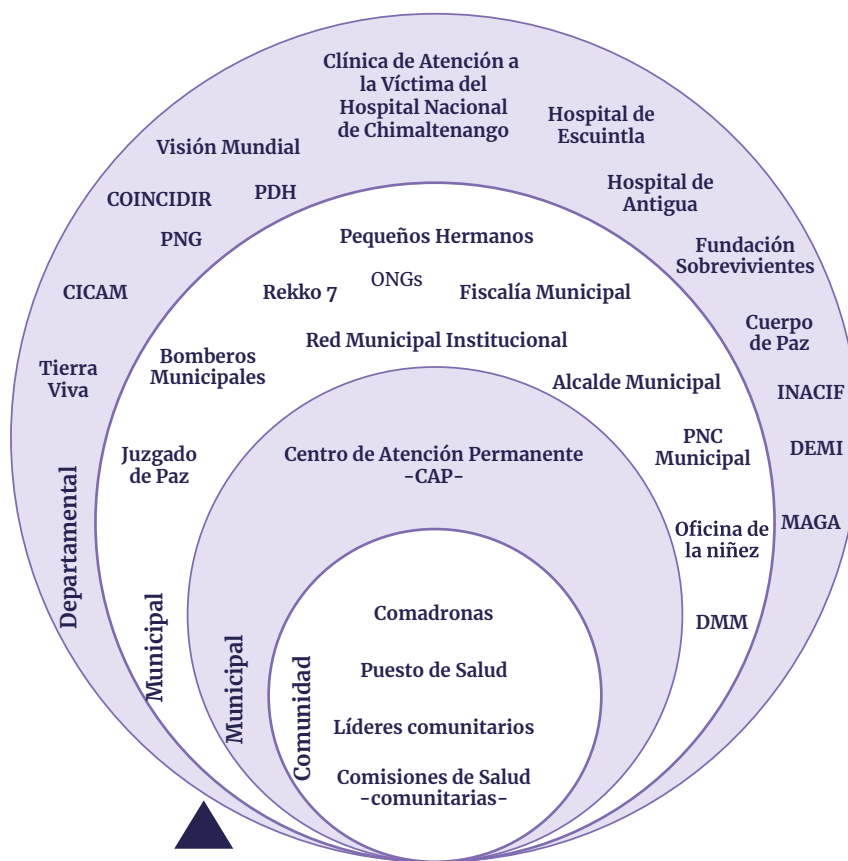 Clínica de Atención a
la Víctima del
Hospital Nacional
de Chimaltenango
Hospital de
Escuintla
Visión Mundial
Hospital de
Antigua
COINCIDIR
PDH
PNG
Fundación
Sobrevivientes
CICAM
Cuerpo
de Paz
Tierra
Viva
INACIF
DEMI
MAGA
Departamental
Pequeños Hermanos
Rekko 7
ONGs
Fiscalía Municipal
Red Municipal Institucional
Bomberos
Municipales
Alcalde Municipal
Juzgado
de Paz
PNC
Municipal
Oficina de
la niñez
DMM
Municipal
Centro de Atención Permanente
-CAP-
Municipal
Comadronas
Puesto de Salud
Líderes comunitarios
Comisiones de Salud
-comunitarias-
Comunidad